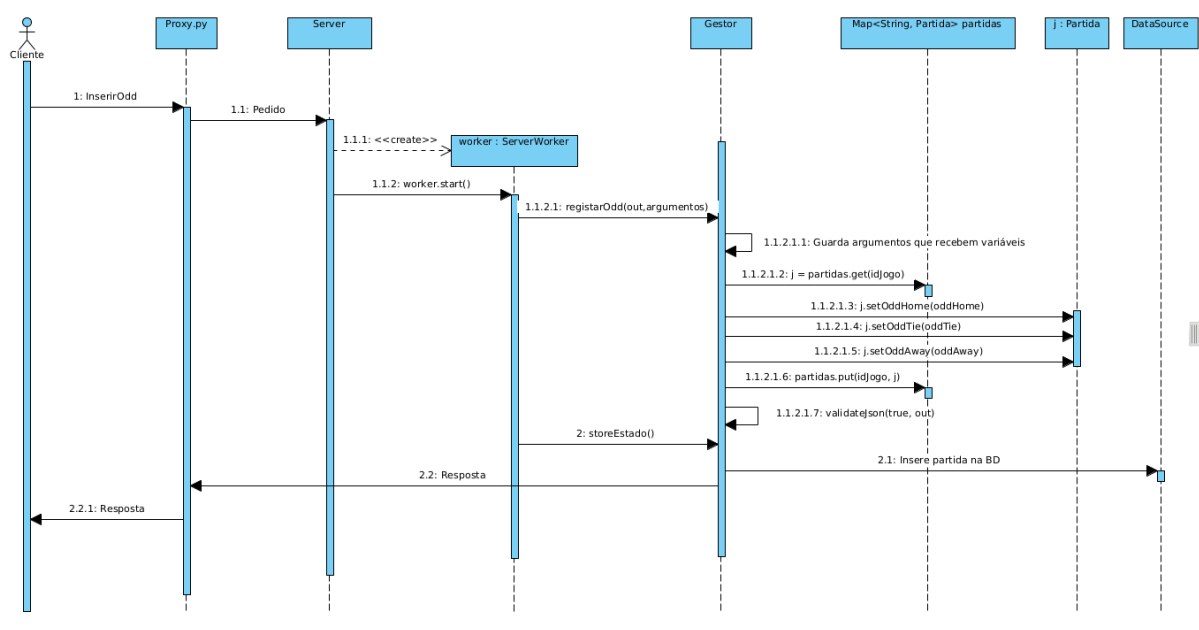 Cliente
Proxy.py
Server
Gestor
Map<String, Partida> partidas
j : Partida
DataSource
1: InserirOdd
1.1: Pedido
1.1.1: <<create>>
worker : ServerWorker
1.1.2: worker.start()
1.1.2.1: registarOdd(out,argumentos)
1.1.2.1.1: Guarda argumentos que recebem variáveis
1.1.2.1.2: j = partidas.get(idJogo)
1.1.2.1.3: j.setOddHome(oddHome)
1.1.2.1.4: j.setOddTie(oddTie)
1.1.2.1.5: j.setOddAway(oddAway)
1.1.2.1.6: partidas.put(idJogo, j)
1.1.2.1.7: validateJson(true, out)
2: storeEstado()
2.1: Insere partida na BD
2.2: Resposta
2.2.1: Resposta